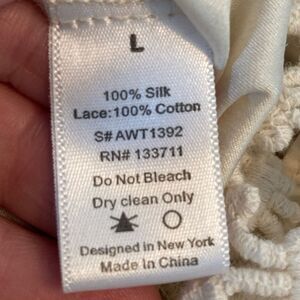 L
100% Silk
Lace:100% Cotton
S#AWT1392
RN# 133711
Do Not Bleach
Dry clean Only
Designed in New York
Made In China